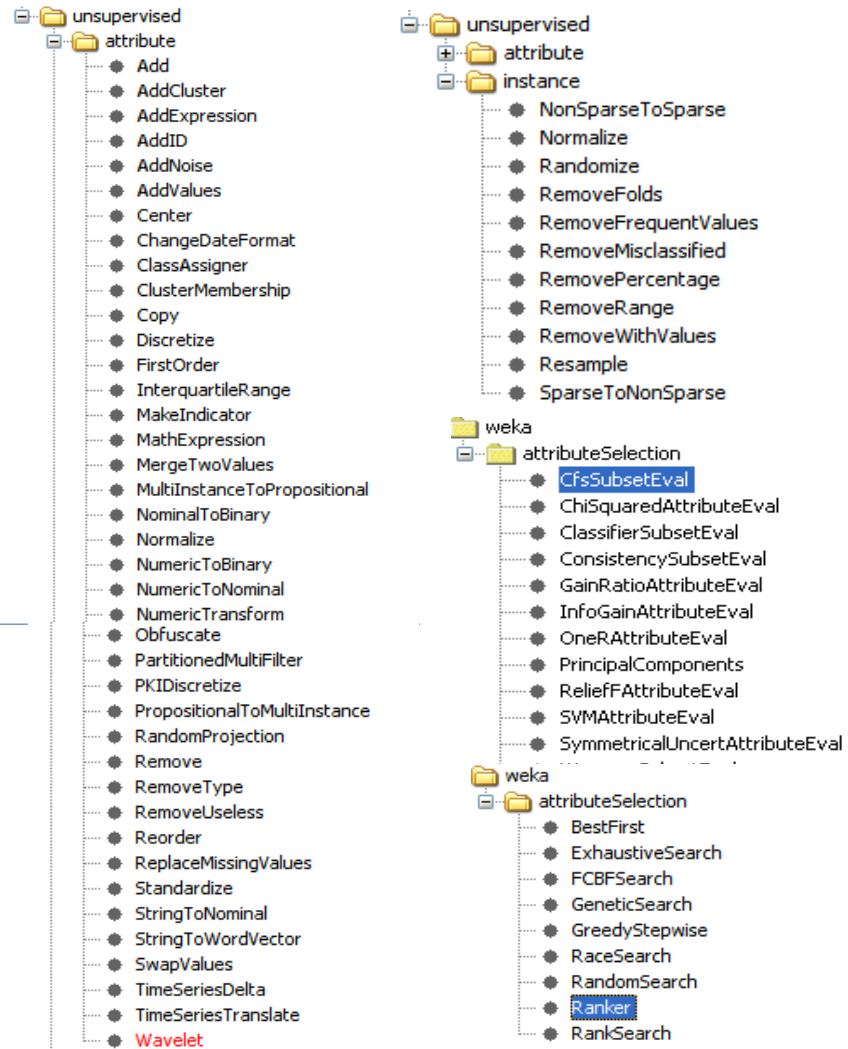 unsupervised
attribute
Add
AddCluster
AddExpression
AddID
AddNoise
AddValues
Center
ChangeDateFormat
ClassAssigner
ClusterMembership
Copy
Discretize
FirstOrder
InterquartileRange
MakeIndicator
MathExpression
MergeTwoValues
MultiInstanceToPropositional
NominalToBinary
Normalize
NumericToBinary
NumericToNominal
NumericTransform
Obfuscate
PartitionedMultiFilter
PKIDiscretize
PropositionalToMultiInstance
RandomProjection
Remove
RemoveType
RemoveUseless
Reorder
ReplaceMissingValues
Standardize
StringToNominal
StringToWordVector
SwapValues
TimeSeriesDelta
TimeSeriesTranslate
Wavelet
unsupervised
attribute
instance
NonSparseToSparse
Normalize
Randomize
RemoveFolds
RemoveFrequentValues
RemoveMisclassified
RemovePercentage
RemoveRange
RemoveWithValues
Resample
SparseToNonSparse
weka
attributeSelection
CfsSubsetEval
ChiSquaredAttributeEval
ClassifierSubsetEval
ConsistencySubsetEval
GainRatioAttributeEval
InfoGainAttributeEval
OneRAttributeEval
PrincipalComponents
ReliefFAttributeEval
SVMAttributeEval
SymmetricalUncertAttributeEval
weka
attributeSelection
BestFirst
ExhaustiveSearch
FCBFSearch
GeneticSearch
GreedyStepwise
RaceSearch
RandomSearch
Ranker
RankSearch